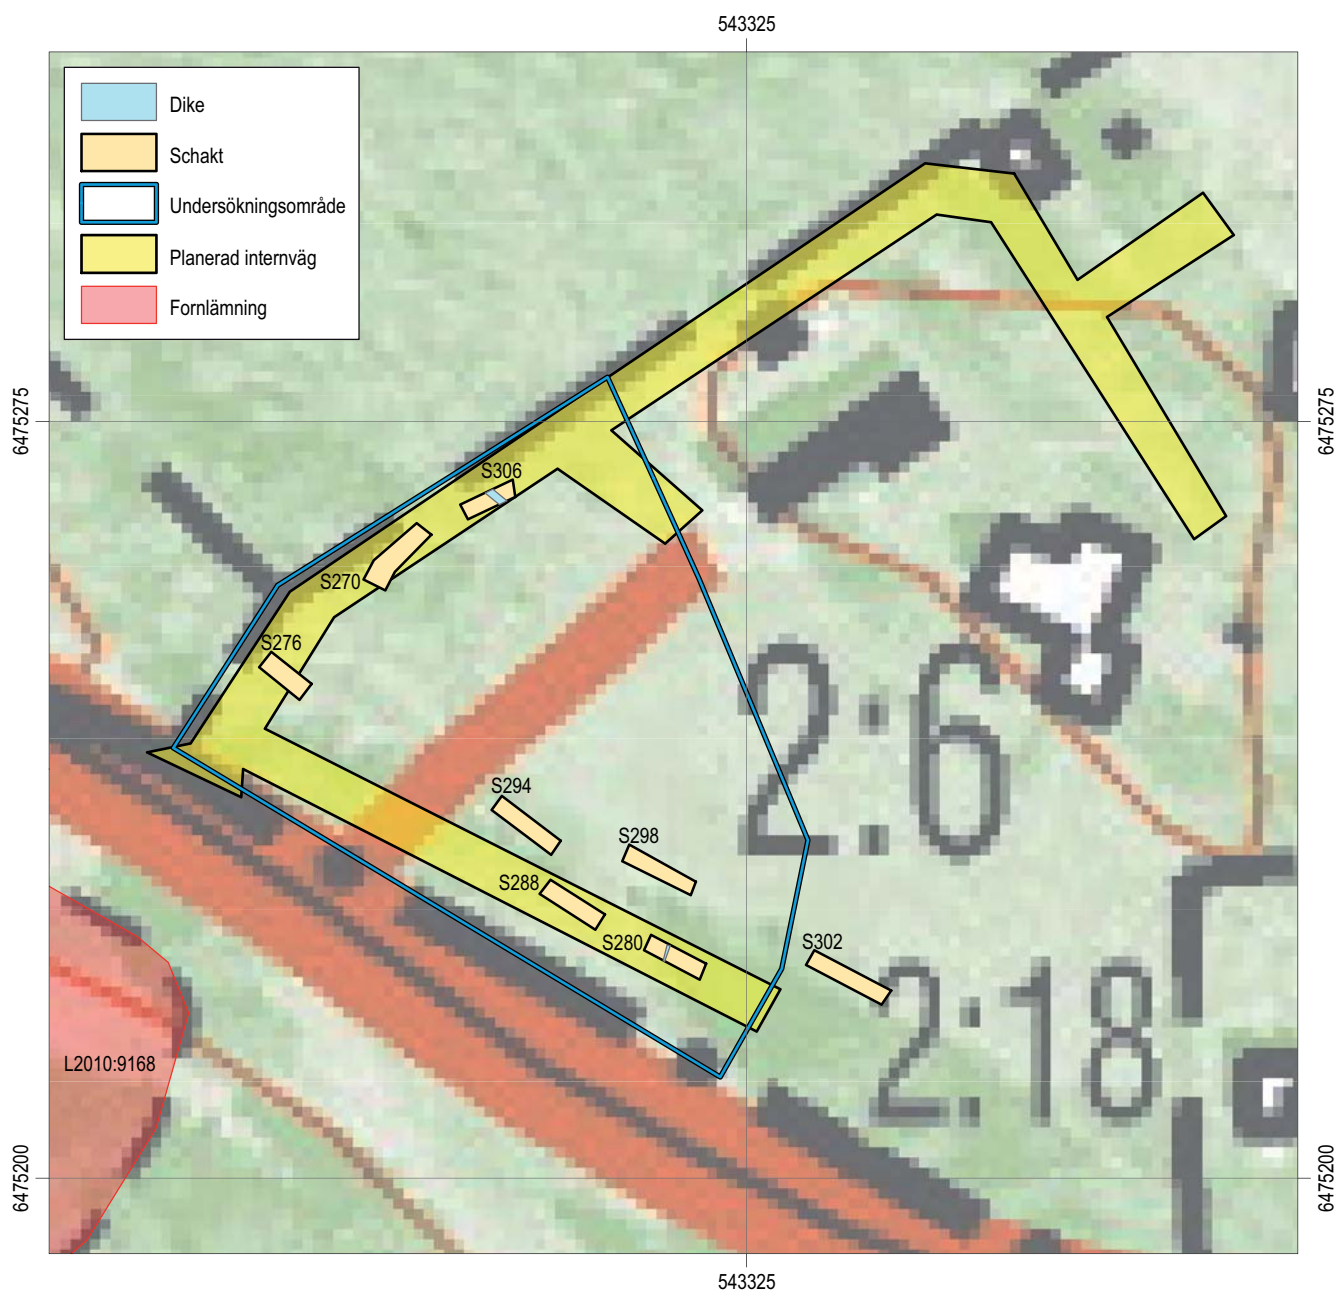 543325
Dike
Schakt
Undersökningsområde
Planerad internväg
Fornlämning
6475275
6475275
S306
S270
S276
2:6
S294
S298
S288
S280
S302
2:18
L2010:9168
6475200
6475200
543325